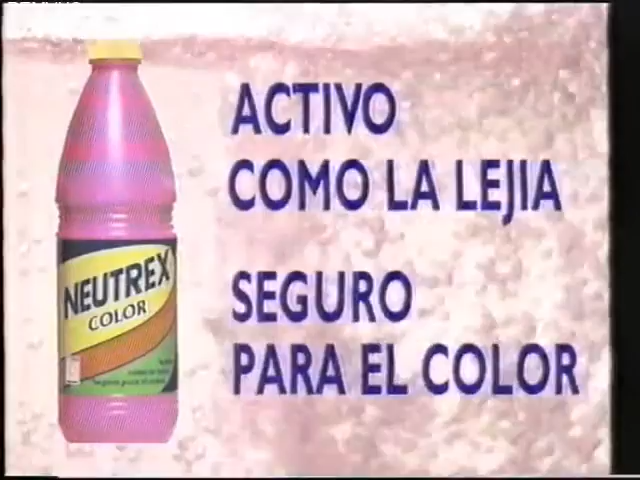 ACTIVO
COMO LA LEJIA
SEGURO
PARA EL COLOR
NEUTREX
COLOR